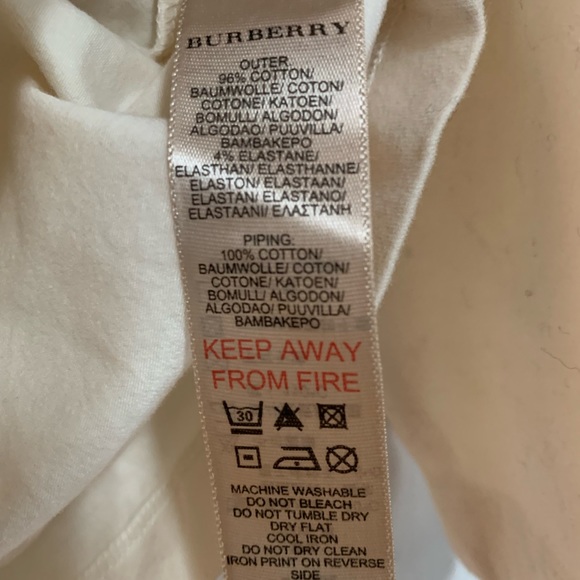 BURBERRY
OUTER
96% COTTON/
BAUMWOLLE/ COTON/
COTONE/ KATOEN/
BOMULL/ ALGODON/
ALGODAO/ PUUVILLA/
BAMBAKEPO
4% ELASTANE/
ELASTHAN/ ELASTHANNE/
ELASTON/ ELASTAAN/
ELASTAN/ ELASTANO/
ELASTAANI/ ΕΛΑΣΤΑΝΗ
PIPING:
100% COTTON/
BAUMWOLLE/ COTON/
COTONE/ KATOEN/
BOMULL/ ALGODON/
ALGODAO/ PUUVILLA/
BAMBAKEPO
KEEP AWAY
FROM FIRE
30
MACHINE WASHABLE
DO NOT BLEACH
DO NOT TUMBLE DRY
DRY FLAT
COOL IRON
DO NOT DRY CLEAN
IRON PRINT ON REVERSE
SIDE